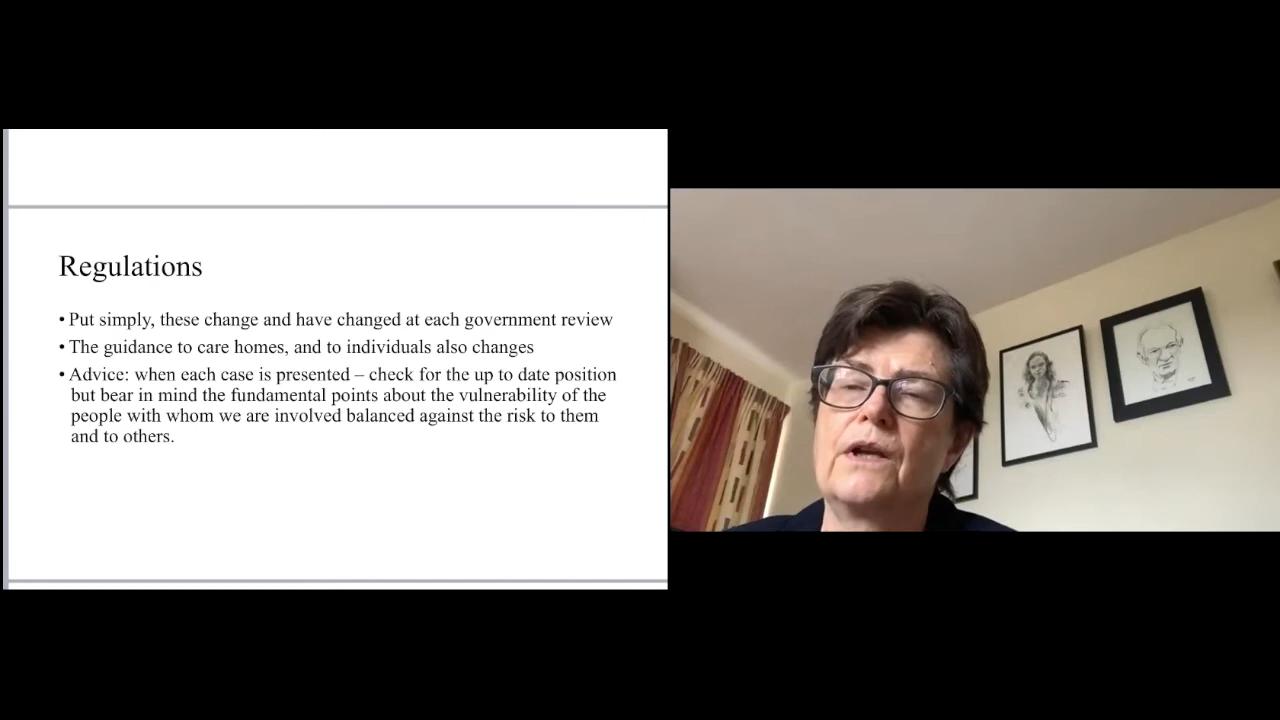 Regulations
• Put simply, these change and have changed at each government review
• The guidance to care homes, and to individuals also changes
• Advice: when each case is presented – check for the up to date position
but bear in mind the fundamental points about the vulnerability of the
people with whom we are involved balanced against the risk to them
and to others.